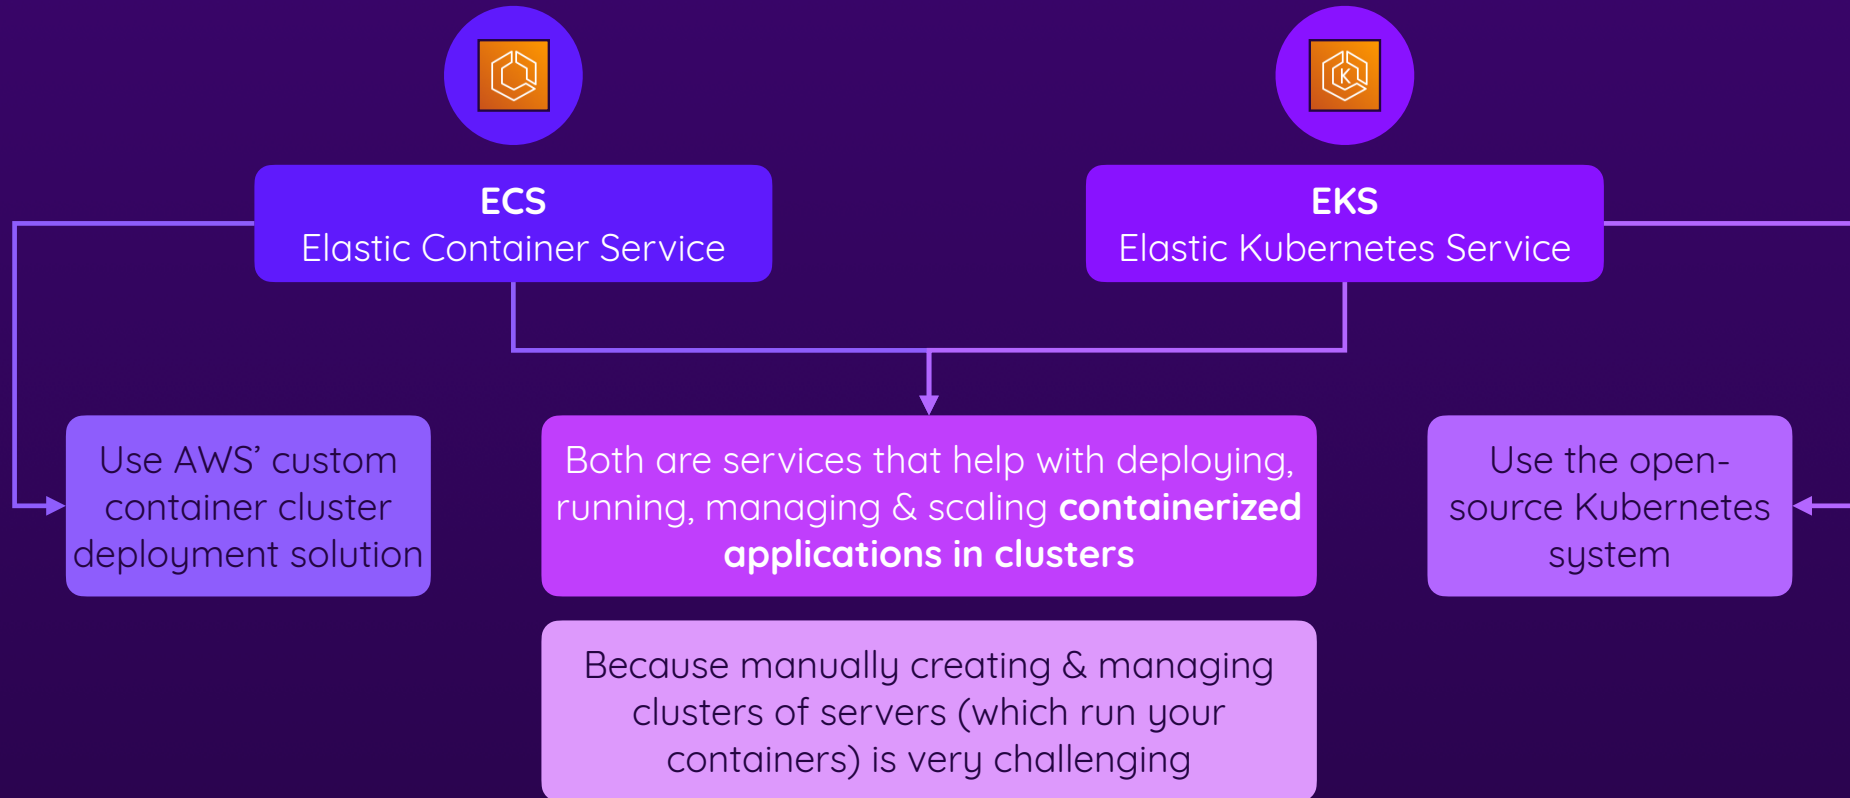 K
ECS
Elastic Container Service
EKS
Elastic Kubernetes Service
Use AWS’ custom
container cluster
deployment solution
Both are services that help with deploying,
running, managing & scaling containerized
applications in clusters
Use the open-
source Kubernetes
system
Because manually creating & managing
clusters of servers (which run your
containers) is very challenging